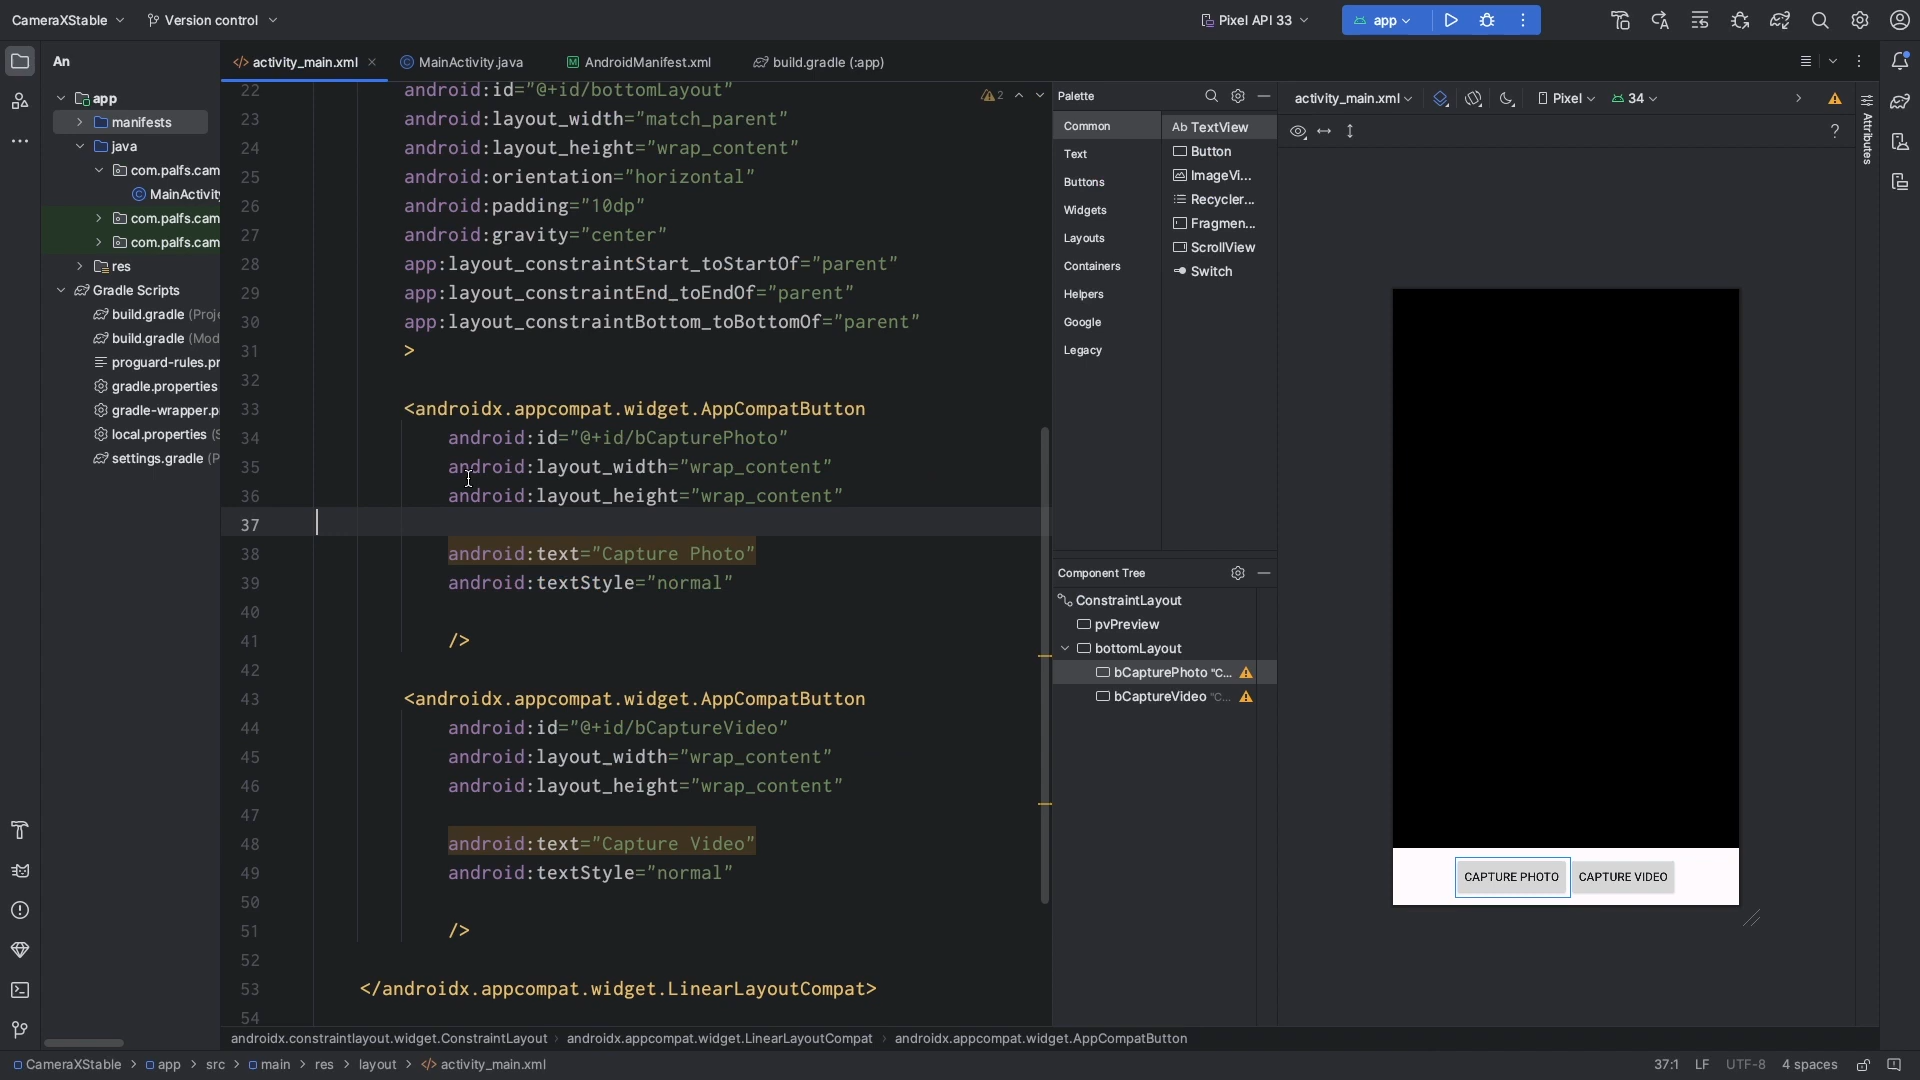 CameraXStable
Version control
Pixel API 33
app
An
activity_main.xml
MainActivity.java
AndroidManifest.xml
build.gradle (:app)
app
manifests
java
com.palfs.cam
MainActivity
com.palfs.cam
com.palfs.cam
res
Gradle Scripts
build.gradle (Proje
build.gradle (Mod
proguard-rules.pr
gradle.properties
gradle-wrapper.p
local.properties (S
settings.gradle (P
22 android:id="@+id/bottomLayout"
23 android:layout_width="match_parent"
24 android:layout_height="wrap_content"
25 android:orientation="horizontal"
26 android:padding="10dp"
27 android:gravity="center"
28 app:layout_constraintStart_toStartOf="parent"
29 app:layout_constraintEnd_toEndOf="parent"
30 app:layout_constraintBottom_toBottomOf="parent"
31 >
32
33 <androidx.appcompat.widget.AppCompatButton
34 android:id="@+id/bCapturePhoto"
35 android:layout_width="wrap_content"
36 android:layout_height="wrap_content"
37
38 android:text="Capture Photo"
39 android:textStyle="normal"
40
41 />
42
43 <androidx.appcompat.widget.AppCompatButton
44 android:id="@+id/bCaptureVideo"
45 android:layout_width="wrap_content"
46 android:layout_height="wrap_content"
47
48 android:text="Capture Video"
49 android:textStyle="normal"
50
51 />
52
53 </androidx.appcompat.widget.LinearLayoutCompat>
54
2
Palette
Common
Text
Buttons
Widgets
Layouts
Containers
Helpers
Google
Legacy
Ab TextView
Button
ImageVi...
Recycler...
Fragmen...
ScrollView
Switch
Component Tree
ConstraintLayout
pvPreview
bottomLayout
bCapturePhoto "C...
bCaptureVideo "C...
activity_main.xml
Pixel
34
?
Attributes
CAPTURE PHOTO
CAPTURE VIDEO
androidx.constraintlayout.widget.ConstraintLayout > androidx.appcompat.widget.LinearLayoutCompat > androidx.appcompat.widget.AppCompatButton
CameraXStable > app > src > main > res > layout > activity_main.xml
37:1 LF UTF-8 4 spaces